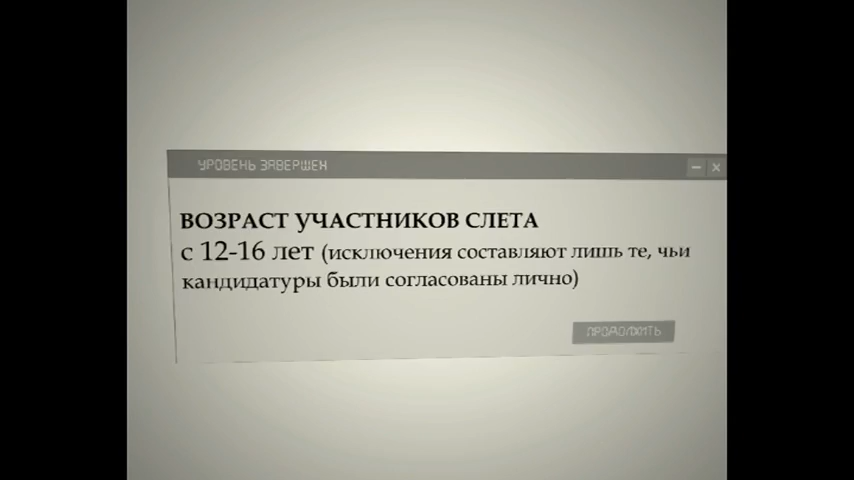 УРОВЕНЬ ЗАВЕРШЕН
ВОЗРАСТ УЧАСТНИКОВ СЛЕТА
с 12-16 лет (исключения составляют лишь те, чьи
кандидатуры были согласованы лично)
ПРОДОЛЖИТЬ